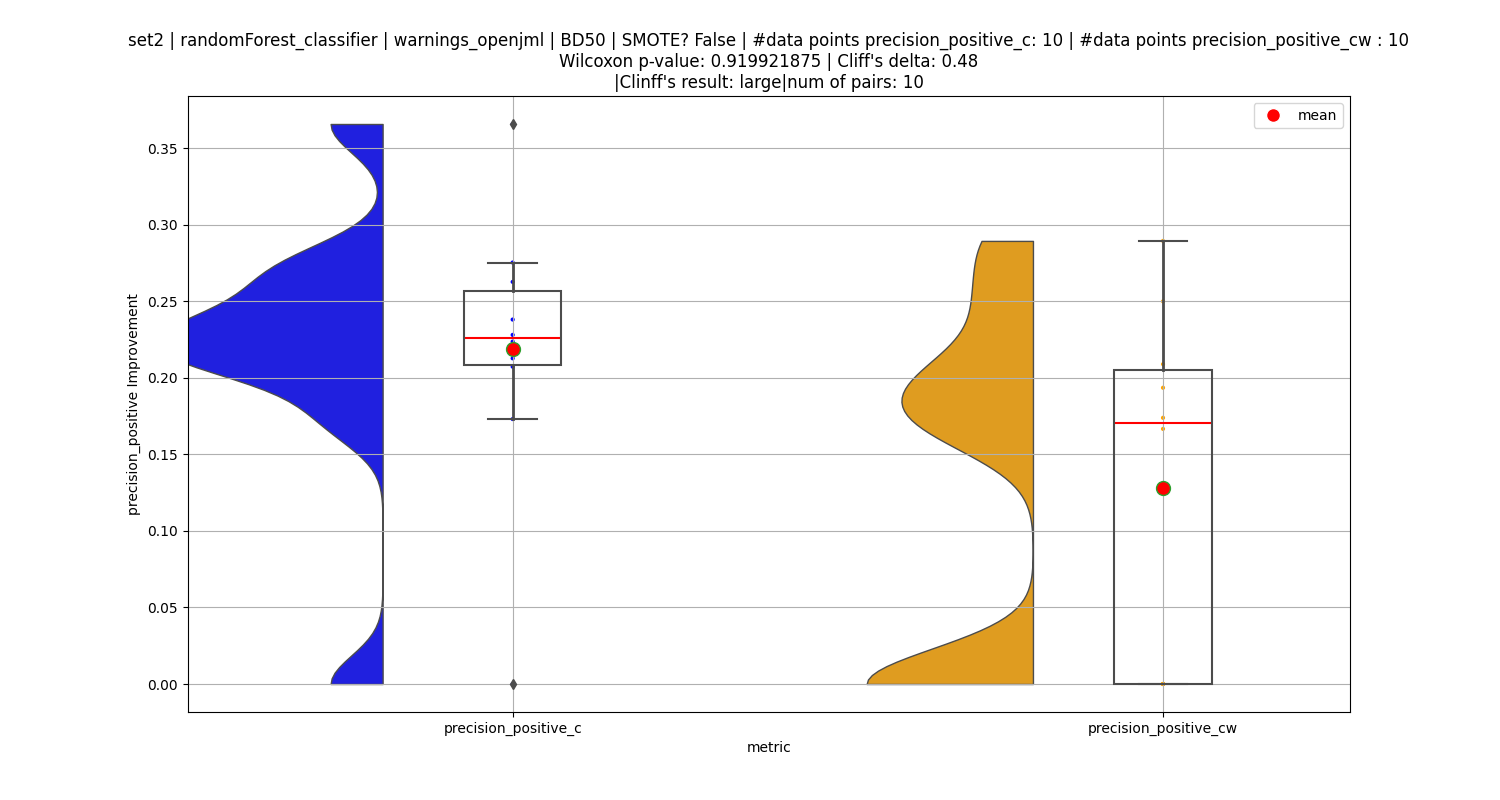 set2 | randomForest_classifier | warnings_openjml | BD50 | SMOTE? False | #data points precision_positive_c: 10 | #data points precision_positive_cw : 10
Wilcoxon p-value: 0.919921875 | Cliff's delta: 0.48
|Clinff's result: large|num of pairs: 10
mean
0.35
0.30
0.25
0.20
0.15
0.10
0.05
0.00
precision_positive Improvement
precision_positive_c
precision_positive_cw
metric